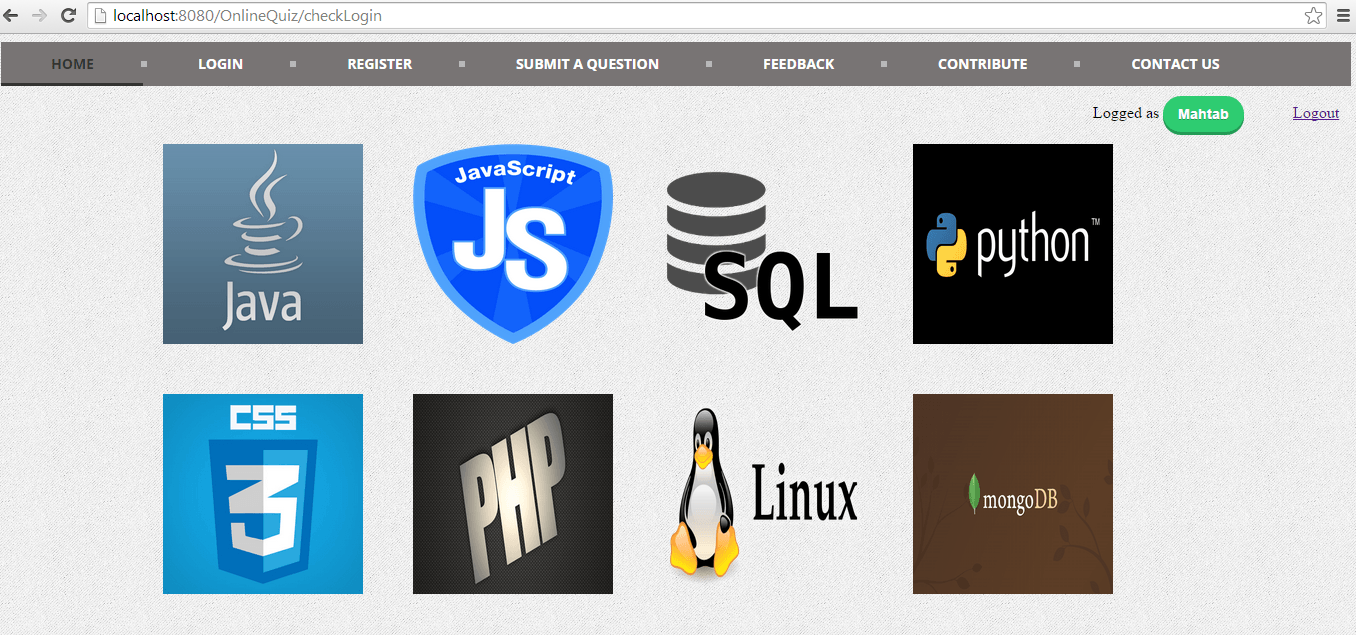 localhost:8080/OnlineQuiz/checkLogin
HOME LOGIN REGISTER SUBMIT A QUESTION FEEDBACK CONTRIBUTE CONTACT US
Logged as Mahtab Logout
Java
JavaScript
JS
SQL
python™
CSS
3
PHP
Linux
mongoDB